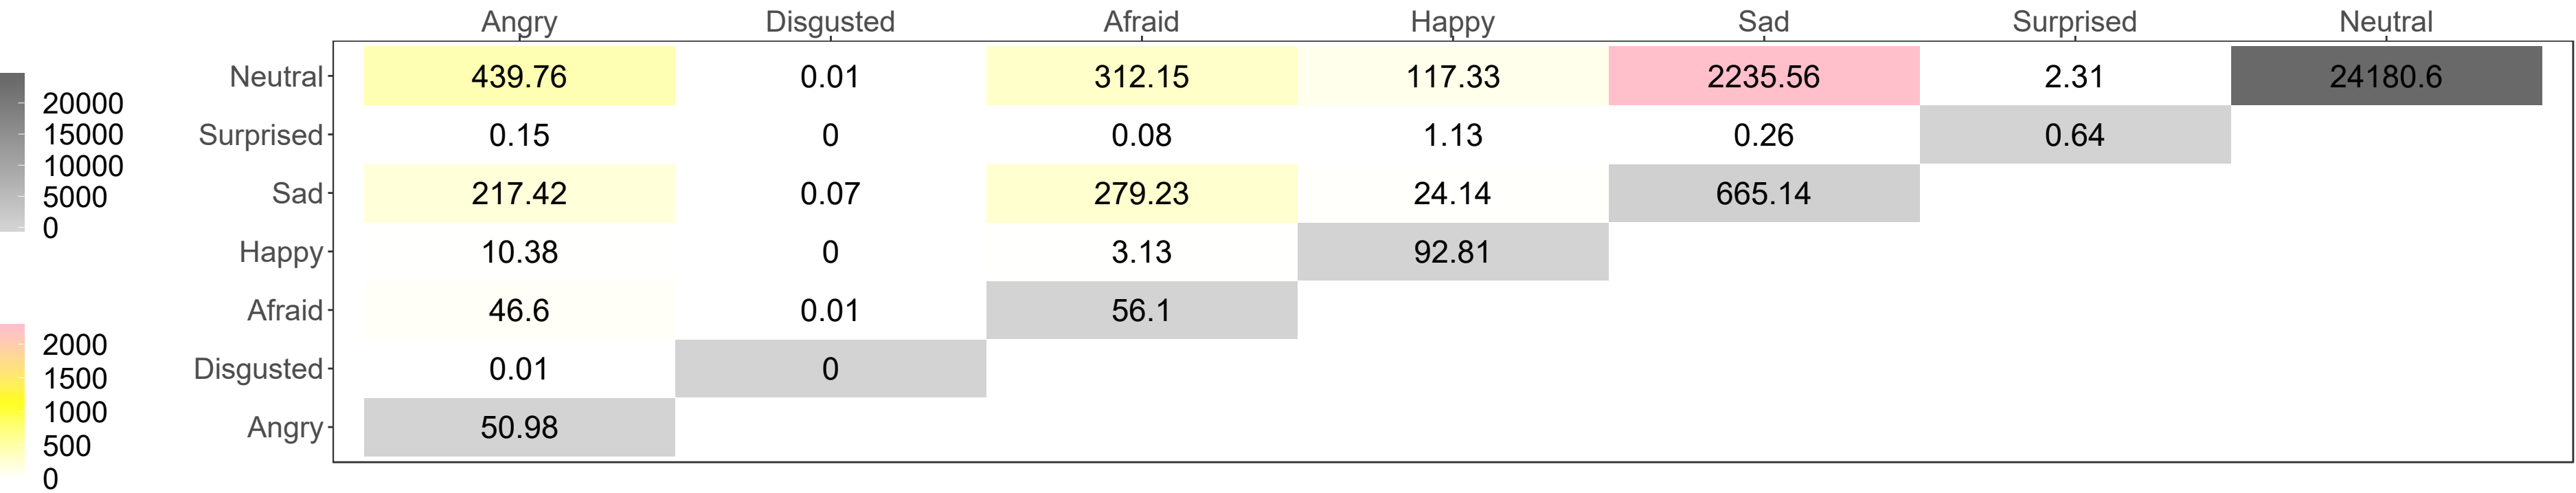 Angry Disgusted Afraid Happy Sad Surprised Neutral
Neutral 439.76 0.01 312.15 117.33 2235.56 2.31 24180.6
Surprised 0.15 0 0.08 1.13 0.26 0.64
Sad 217.42 0.07 279.23 24.14 665.14
Happy 10.38 0 3.13 92.81
Afraid 46.6 0.01 56.1
Disgusted 0.01 0
Angry 50.98
20000
15000
10000
5000
0
2000
1500
1000
500
0